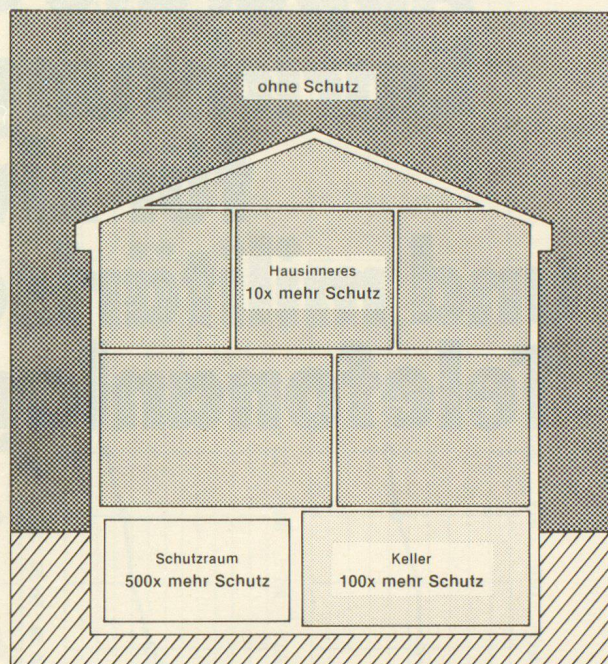 ohne Schutz
Hausinneres
10x mehr Schutz
Schutzraum
500x mehr Schutz
Keller
100x mehr Schutz